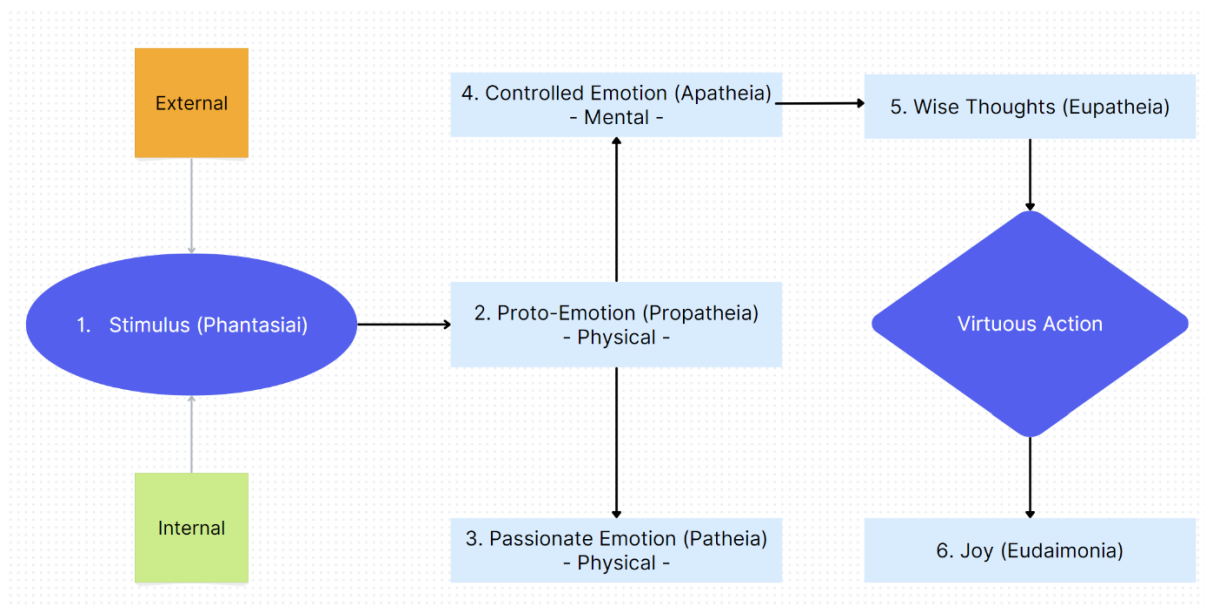 External
1. Stimulus (Phantasiai)
Internal
2. Proto-Emotion (Propatheia)
- Physical -
3. Passionate Emotion (Patheia)
- Physical -
4. Controlled Emotion (Apatheia)
- Mental -
5. Wise Thoughts (Eupatheia)
Virtuous Action
6. Joy (Eudaimonia)